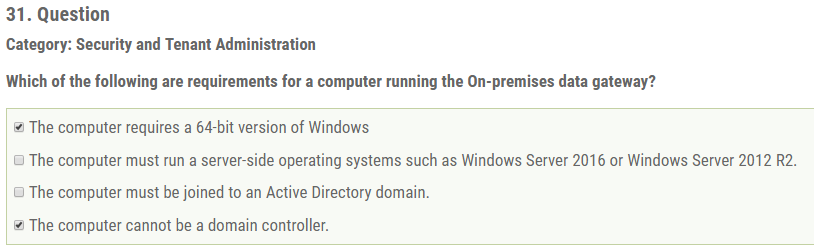 31. Question
Category: Security and Tenant Administration
Which of the following are requirements for a computer running the On-premises data gateway?
The computer requires a 64-bit version of Windows
The computer must run a server-side operating systems such as Windows Server 2016 or Windows Server 2012 R2.
The computer must be joined to an Active Directory domain.
The computer cannot be a domain controller.